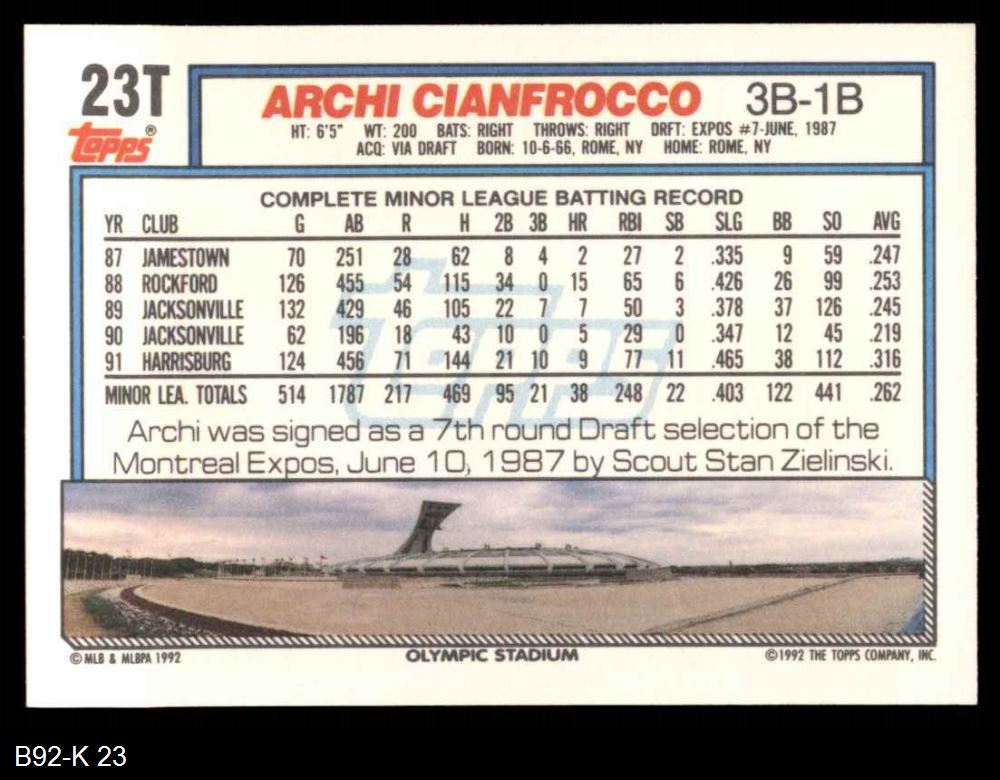 23T
topps®
ARCHI CIANFROCCO 3B-1B
HT: 6'5" WT: 200 BATS: RIGHT THROWS: RIGHT DRFT: EXPOS #7-JUNE, 1987
ACQ: VIA DRAFT BORN: 10-6-66, ROME, NY HOME: ROME, NY
COMPLETE MINOR LEAGUE BATTING RECORD
YR CLUB G AB R H 2B 3B HR RBI SB SLG BB SO AVG
87 JAMESTOWN 70 251 28 62 8 4 2 27 2 .335 9 59 .247
88 ROCKFORD 126 455 54 115 34 0 15 65 6 .426 26 99 .253
89 JACKSONVILLE 132 429 46 105 22 7 7 50 3 .378 37 126 .245
90 JACKSONVILLE 62 196 18 43 10 0 5 29 0 .347 12 45 .219
91 HARRISBURG 124 456 71 144 21 10 9 77 11 .465 38 112 .316
MINOR LEA. TOTALS 514 1787 217 469 95 21 38 248 22 .403 122 441 .262
topps
Archi was signed as a 7th round Draft selection of the
Montreal Expos, June 10, 1987 by Scout Stan Zielinski.
© MLB & MLBPA 1992 OLYMPIC STADIUM ©1992 THE TOPPS COMPANY, INC.
B92-K 23